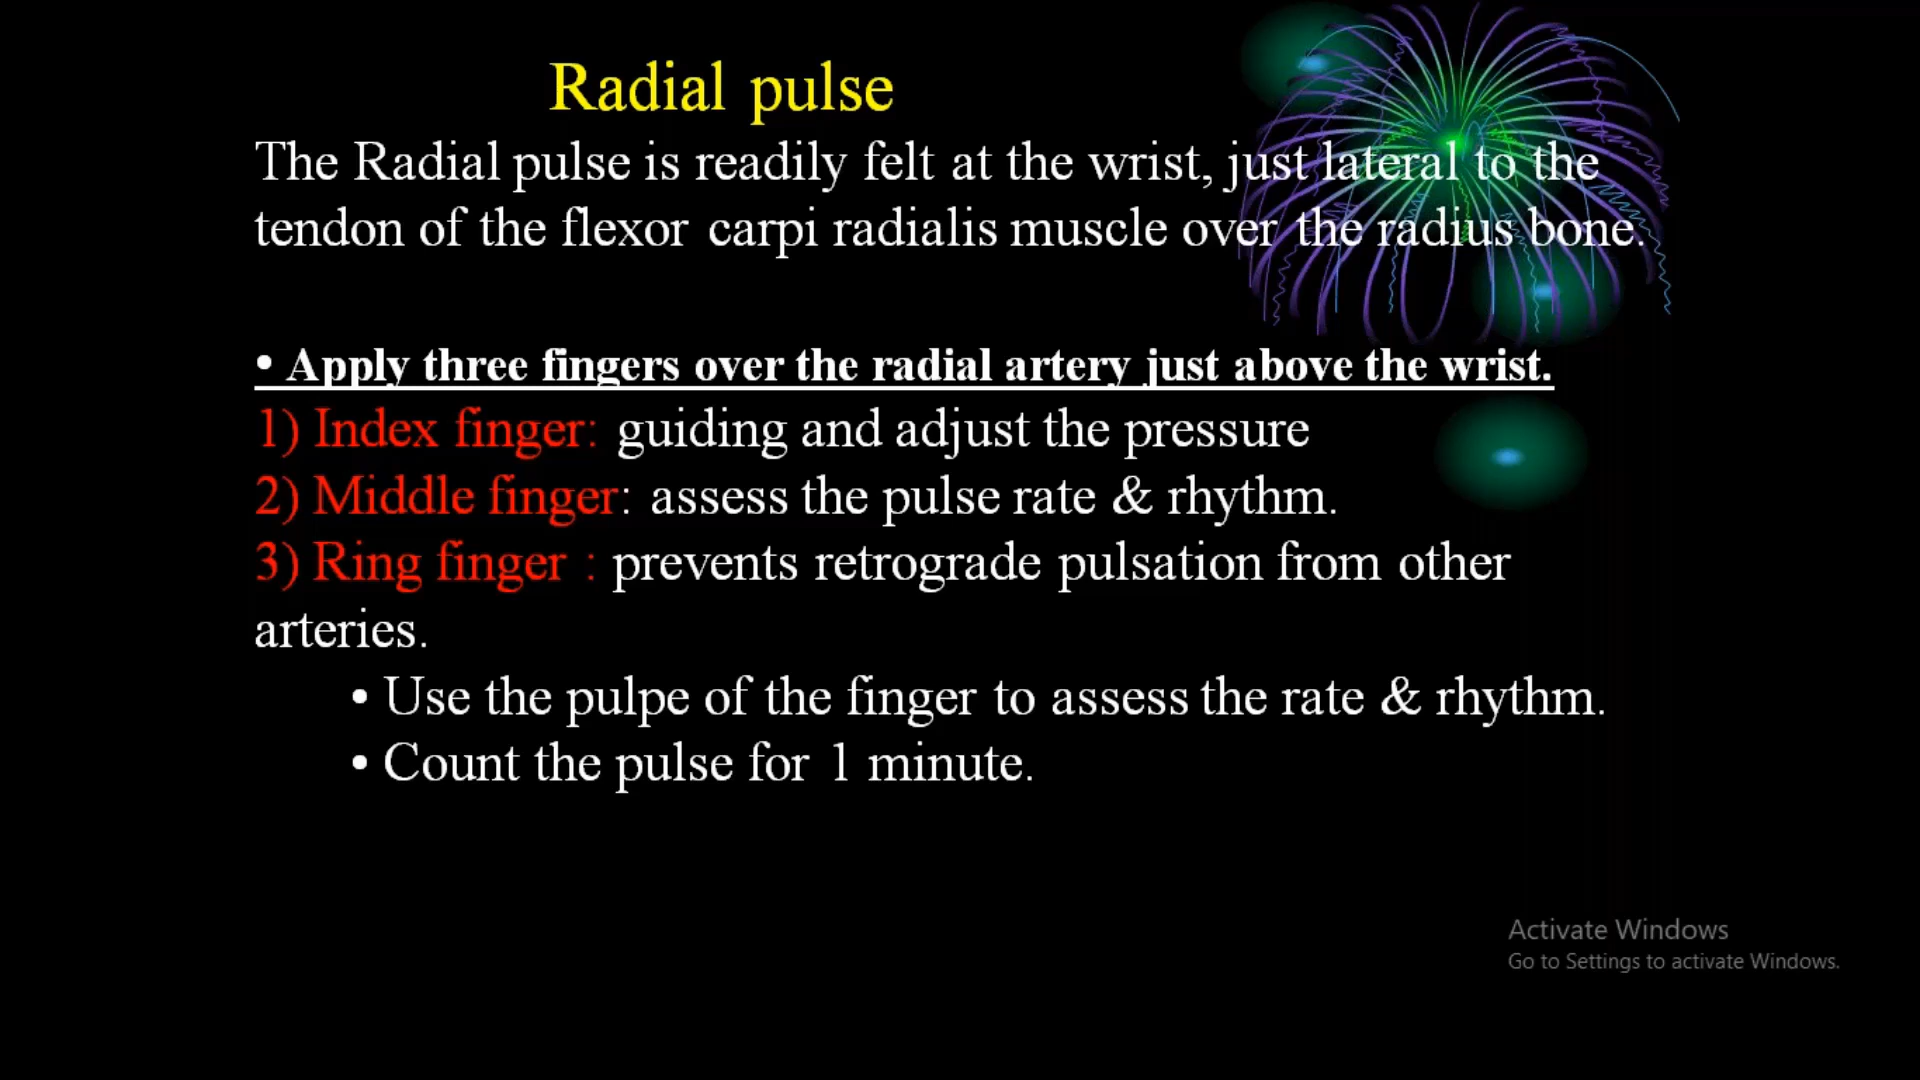 Radial pulse
The Radial pulse is readily felt at the wrist, just lateral to the
tendon of the flexor carpi radialis muscle over the radius bone.
• Apply three fingers over the radial artery just above the wrist.
1) Index finger: guiding and adjust the pressure
2) Middle finger: assess the pulse rate & rhythm.
3) Ring finger : prevents retrograde pulsation from other
arteries.
• Use the pulpe of the finger to assess the rate & rhythm.
• Count the pulse for 1 minute.
Activate Windows
Go to Settings to activate Windows.